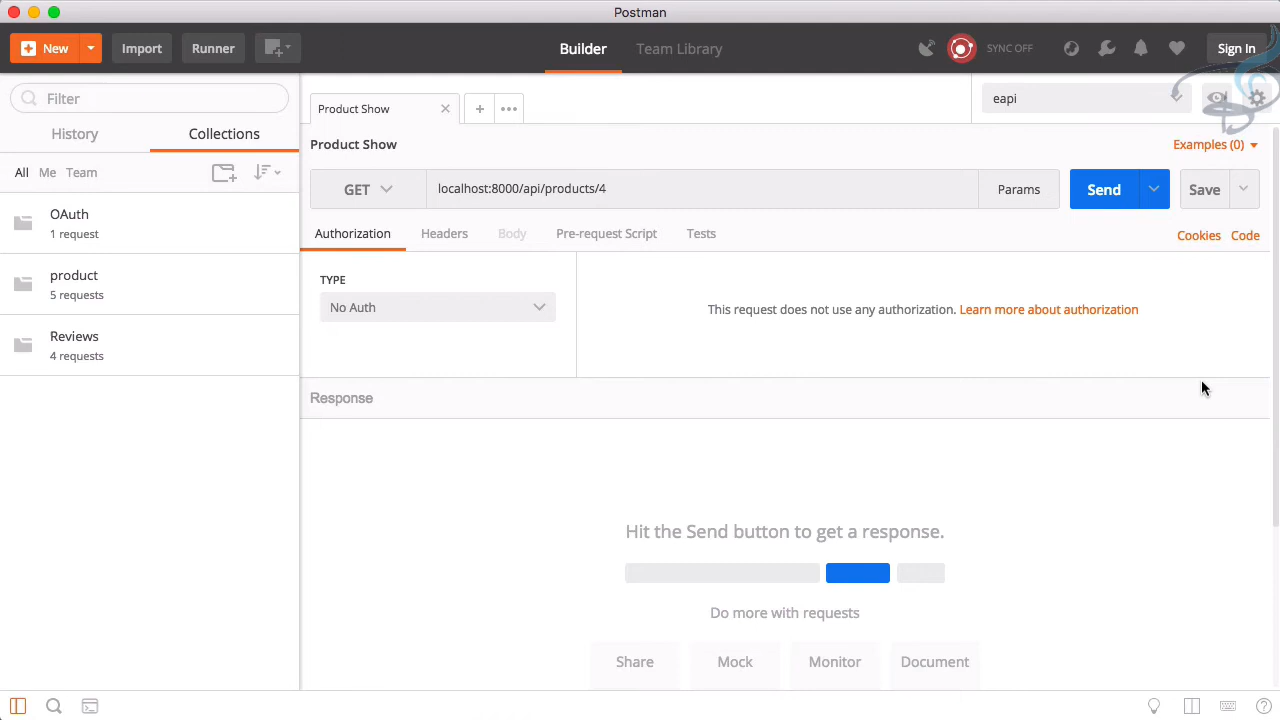 Postman
New
Import
Runner
Builder
Team Library
SYNC OFF
Sign In
Filter
History
Collections
All
Me
Team
OAuth
1 request
product
5 requests
Reviews
4 requests
Product Show
eapi
Product Show
Examples (0)
GET
localhost:8000/api/products/4
Params
Send
Save
Authorization
Headers
Body
Pre-request Script
Tests
Cookies
Code
TYPE
No Auth
This request does not use any authorization. Learn more about authorization
Response
Hit the Send button to get a response.
Do more with requests
Share
Mock
Monitor
Document